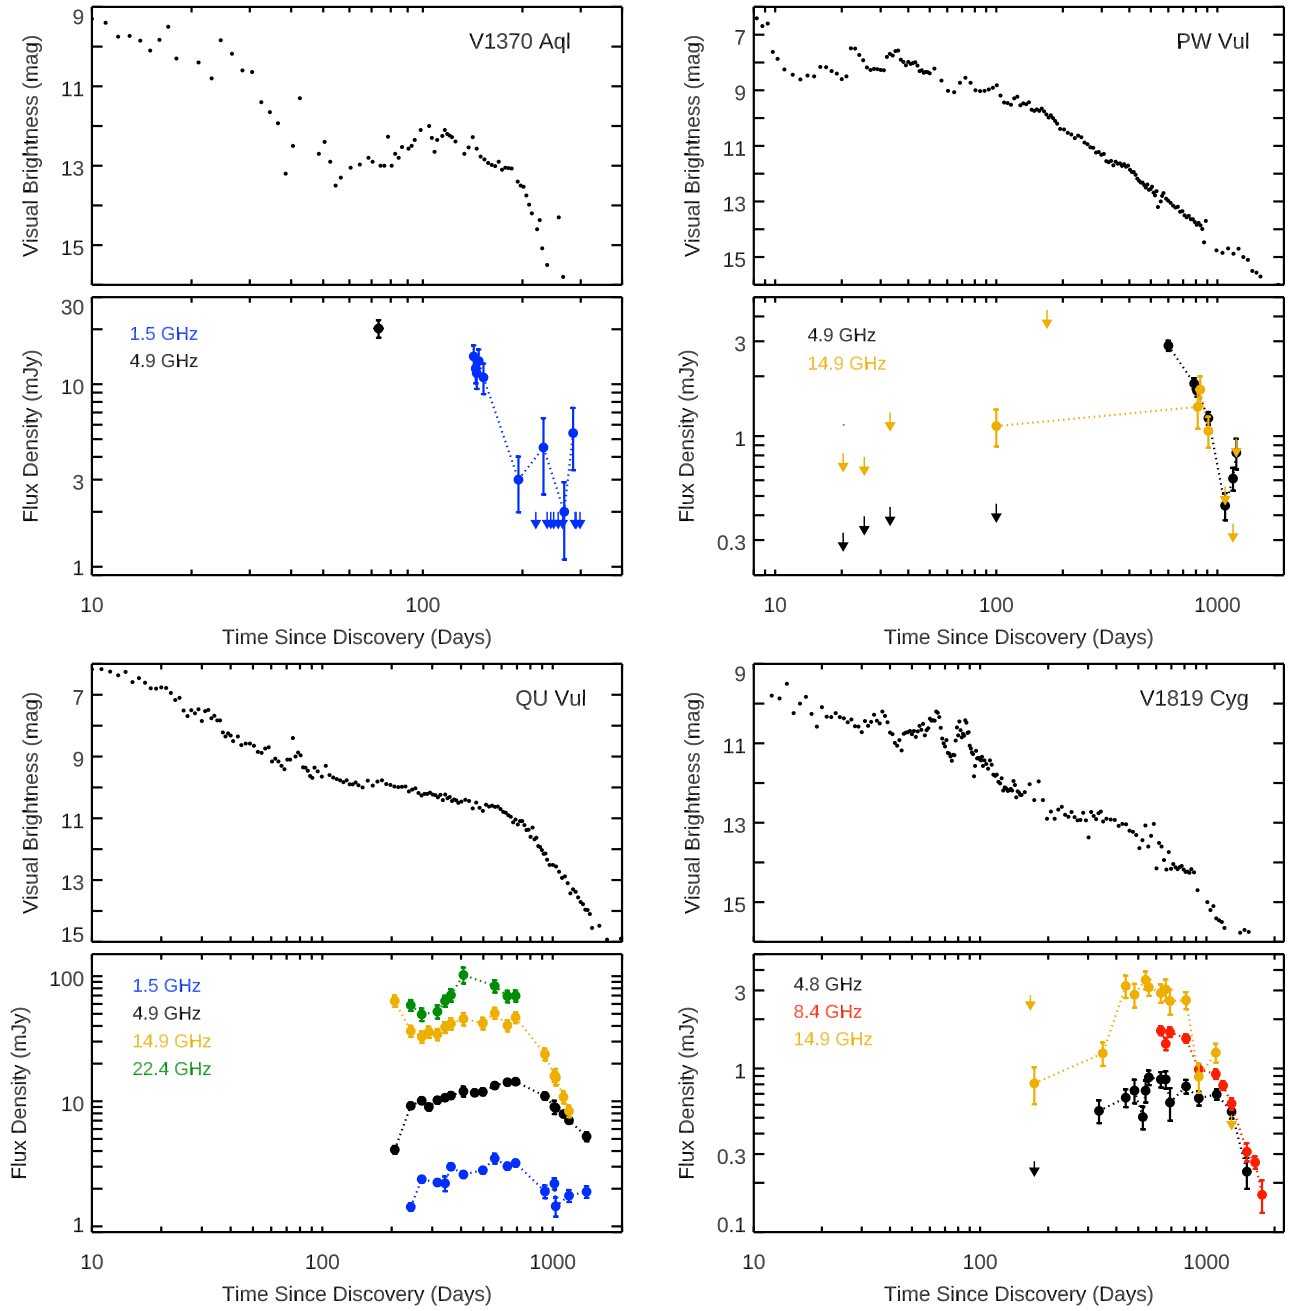 V1370 Aql
Visual Brightness (mag)
9
11
13
15
1.5 GHz
4.9 GHz
Flux Density (mJy)
30
10
3
1
10
100
Time Since Discovery (Days)
PW Vul
Visual Brightness (mag)
7
9
11
13
15
4.9 GHz
14.9 GHz
Flux Density (mJy)
3
1
0.3
10
100
1000
Time Since Discovery (Days)
QU Vul
Visual Brightness (mag)
7
9
11
13
15
1.5 GHz
4.9 GHz
14.9 GHz
22.4 GHz
Flux Density (mJy)
100
10
1
10
100
1000
Time Since Discovery (Days)
V1819 Cyg
Visual Brightness (mag)
9
11
13
15
4.8 GHz
8.4 GHz
14.9 GHz
Flux Density (mJy)
3
1
0.3
0.1
10
100
1000
Time Since Discovery (Days)